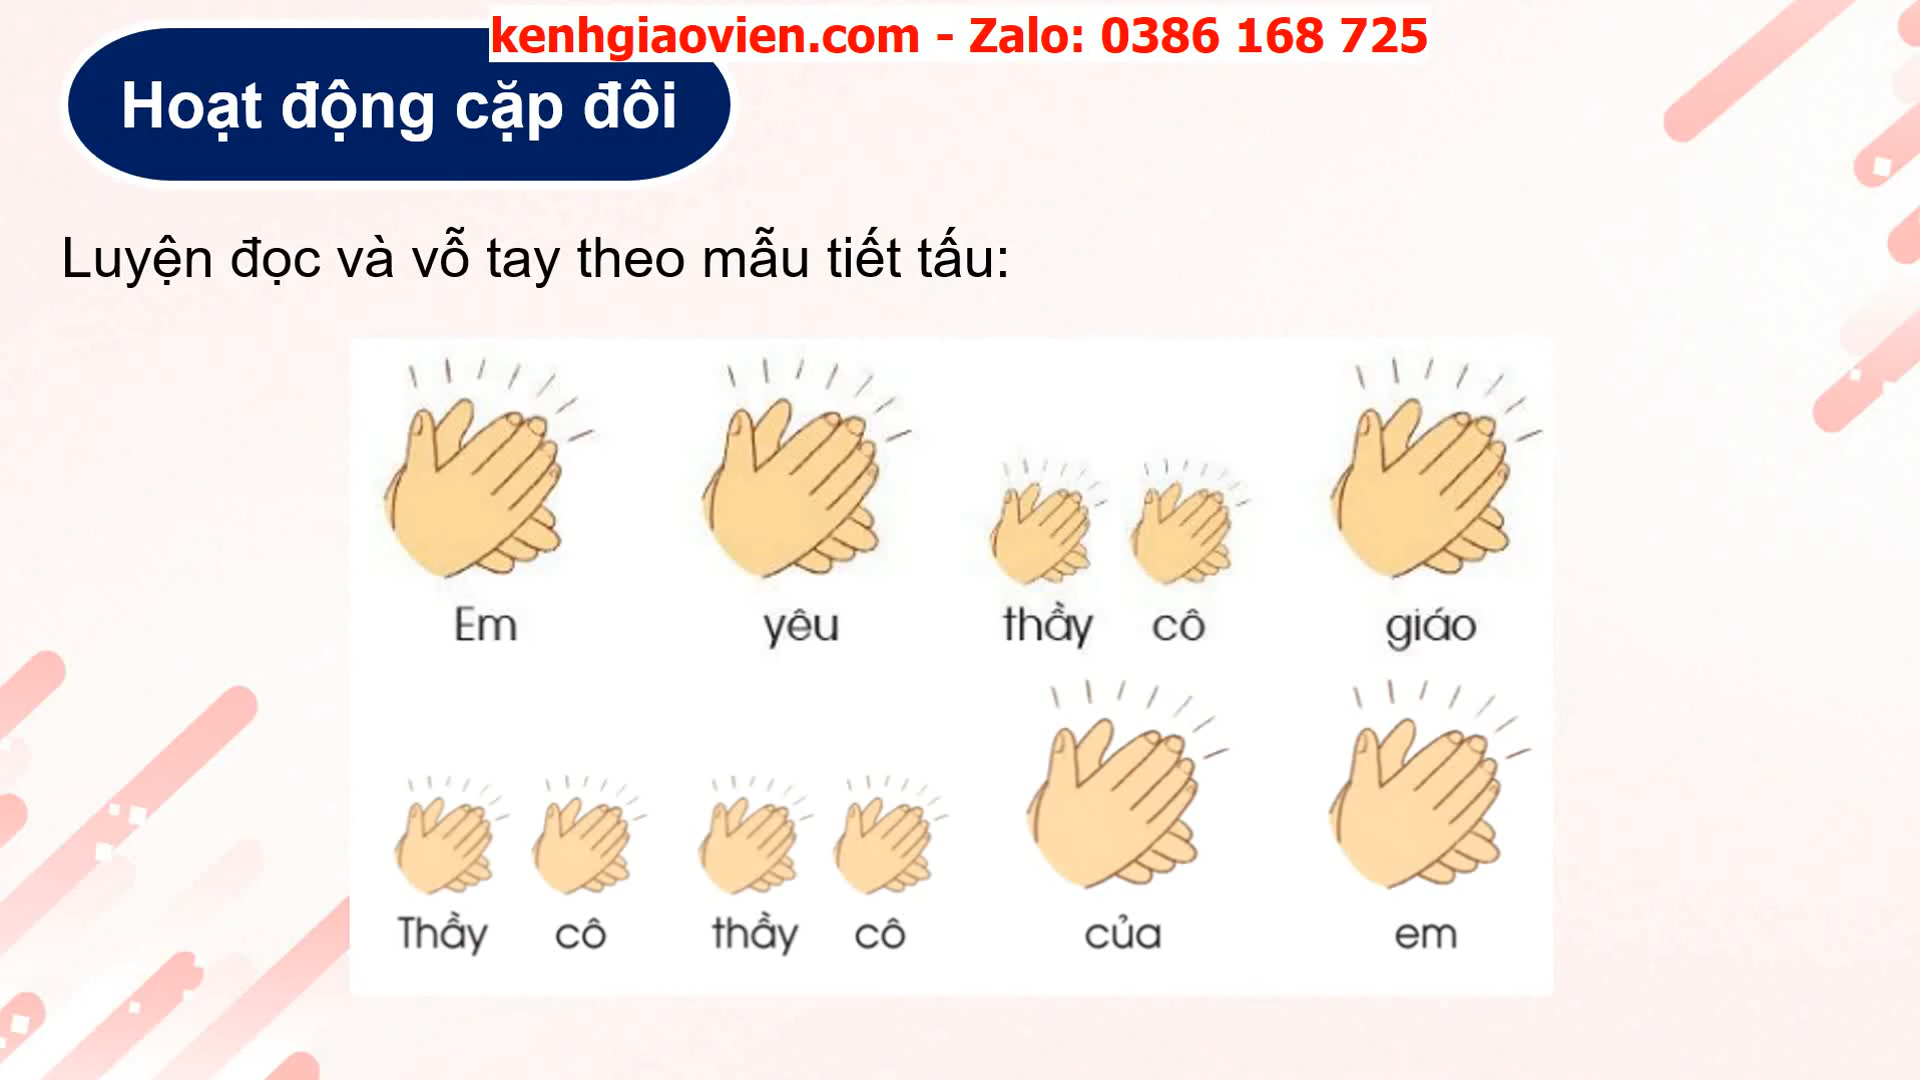 kenhgiaovien.com - Zalo: 0386 168 725
Hoạt động cặp đôi
Luyện đọc và vỗ tay theo mẫu tiết tấu:
Em yêu thầy cô giáo
Thầy cô thầy cô của em